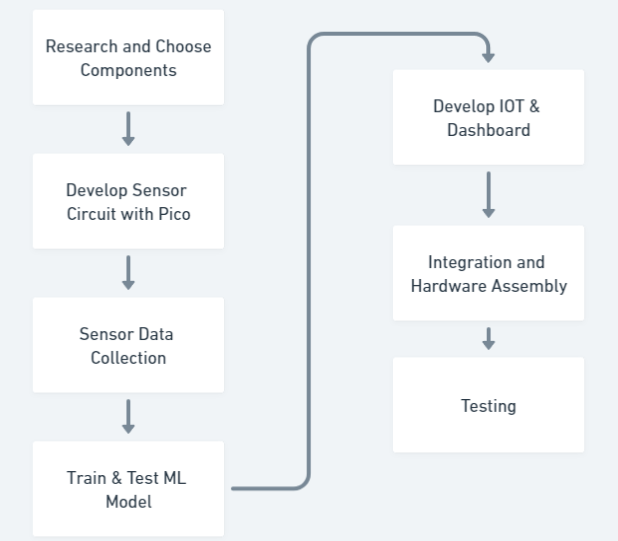 Research and Choose
Components
Develop Sensor
Circuit with Pico
Sensor Data
Collection
Train & Test ML
Model
Develop IOT &
Dashboard
Integration and
Hardware Assembly
Testing